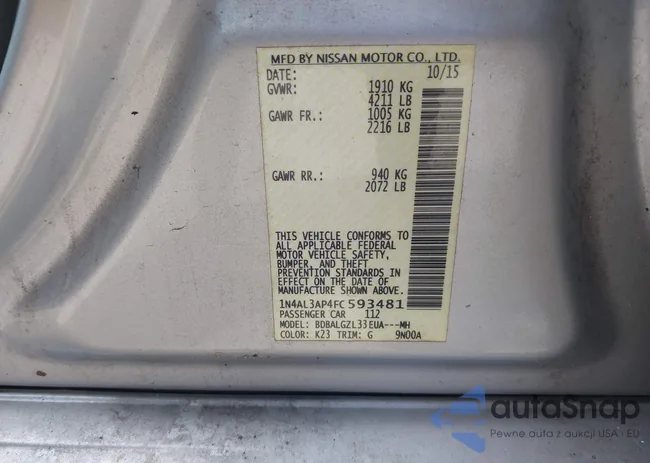 MFD BY NISSAN MOTOR CO., LTD.
DATE: 10/15
GVWR: 1910 KG
4211 LB
GAWR FR.: 1005 KG
2216 LB
GAWR RR.: 940 KG
2072 LB
THIS VEHICLE CONFORMS TO
ALL APPLICABLE FEDERAL
MOTOR VEHICLE SAFETY,
BUMPER, AND THEFT
PREVENTION STANDARDS IN
EFFECT ON THE DATE OF
MANUFACTURE SHOWN ABOVE.
1N4AL3AP4FC593481
PASSENGER CAR 112
MODEL: BDBALGZL33EUA---MH
COLOR: K23 TRIM: G 9N00A
autaSnap
Pewne auta z aukcji USA · EU